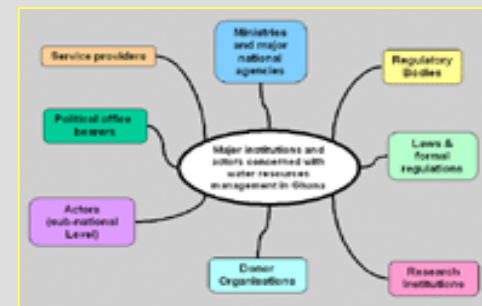 Ministries
and major
national
agencies
Service providers
Regulatory
Bodies
Political office
bearers
Major institutions and
actors concerned with
water resources
management in Ghana
Laws &
formal
regulations
Actors
(sub-national
Level)
Donor
Organisations
Research
Institutions